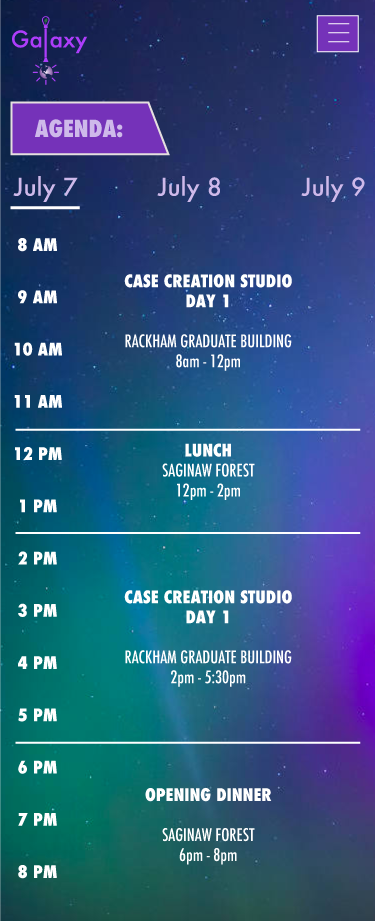 Galaxy
AGENDA:
July 7 July 8 July 9
8 AM
CASE CREATION STUDIO
9 AM
DAY 1
10 AM
RACKHAM GRADUATE BUILDING
8am - 12pm
11 AM
12 PM
LUNCH
SAGINAW FOREST
12pm - 2pm
1 PM
2 PM
CASE CREATION STUDIO
3 PM
DAY 1
4 PM
RACKHAM GRADUATE BUILDING
2pm - 5:30pm
5 PM
6 PM
OPENING DINNER
7 PM
SAGINAW FOREST
6pm - 8pm
8 PM